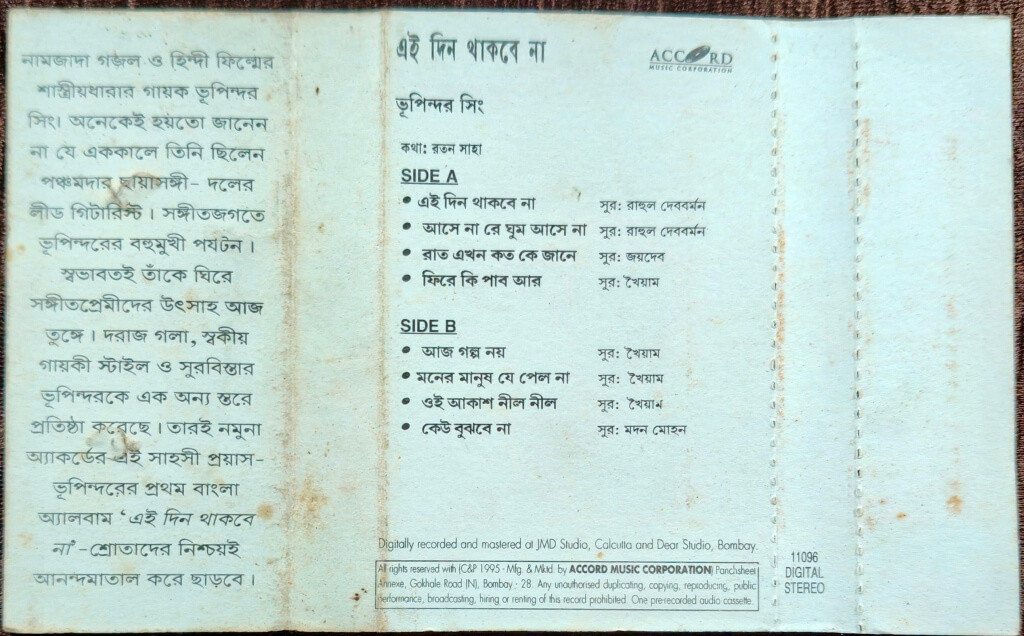 নামজাদা গজল ও হিন্দী ফিল্মের
শাস্ত্রীয়ধারার গায়ক ভূপিন্দর
সিং। অনেকেই হয়তো জানেন
না যে এককালে তিনি ছিলেন
পঞ্চমদার ছায়াসঙ্গী- দলের
লীড গিটারিস্ট। সঙ্গীতজগতে
ভূপিন্দরের বহুমুখী পর্যটন।
স্বভাবতই তাঁকে ঘিরে
সঙ্গীতপ্রেমীদের উৎসাহ আজ
তুঙ্গে। দরাজ গলা, স্বকীয়
গায়কী স্টাইল ও সুরবিস্তার
ভূপিন্দরকে এক অন্য স্তরে
প্রতিষ্ঠা করেছে। তারই নমুনা
অ্যাকর্ডের এই সাহসী প্রয়াস-
ভূপিন্দরের প্রথম বাংলা
অ্যালবাম ‘এই দিন থাকবে
না’ -শ্রোতাদের নিশ্চয়ই
আনন্দমাতাল করে ছাড়বে।
এই দিন থাকবে না
ACCORD
MUSIC CORPORATION
ভূপিন্দর সিং
কথা: রতন সাহা
SIDE A
• এই দিন থাকবে না সুর: রাহুল দেববর্মন
• আসে না রে ঘুম আসে না সুর: রাহুল দেববর্মন
• রাত এখন কত কে জানে সুর: জয়দেব
• ফিরে কি পাব আর সুর: খৈয়াম
SIDE B
• আজ গল্প নয় সুর: খৈয়াম
• মনের মানুষ যে পেল না সুর: খৈয়াম
• ওই আকাশ নীল নীল সুর: খৈয়াম
• কেউ বুঝবে না সুর: মদন মোহন
Digitally recorded and mastered at JMD Studio, Calcutta and Dear Studio, Bombay.
All rights reserved with (C&P 1995 - Mfg. & Mktd. by ACCORD MUSIC CORPORATION) Panchsheel
Annexe, Gokhale Road (N), Bombay - 28. Any unauthorised duplicating, copying, reproducing, public
performance, broadcasting, hiring or renting of this record prohibited. One pre-recorded audio cassette.
11096
DIGITAL
STEREO